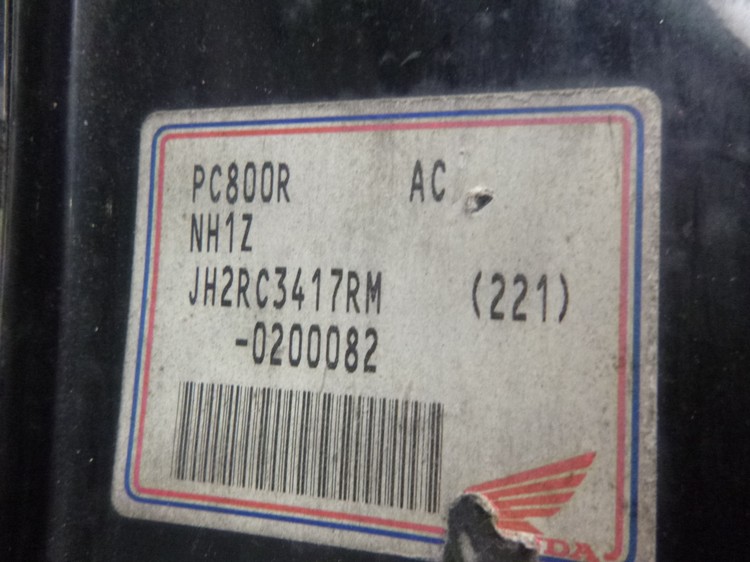 PC800R AC
NH1Z
JH2RC3417RM (221)
-0200082